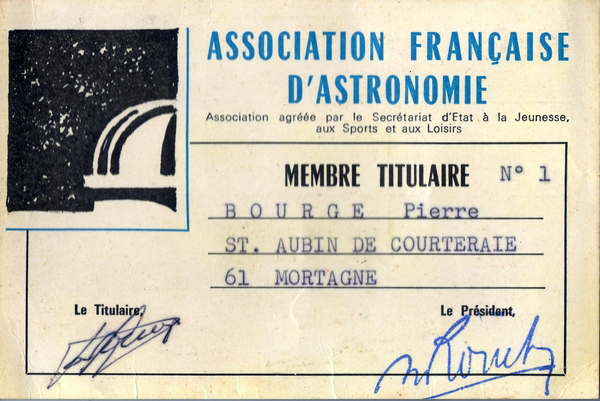 ASSOCIATION FRANÇAISE
D'ASTRONOMIE
Association agréée par le Secrétariat d'Etat à la Jeunesse,
aux Sports et aux Loisirs
MEMBRE TITULAIRE N° 1
BOURGE Pierre
ST. AUBIN DE COURTERAIE
61 MORTAGNE
Le Titulaire,
Le Président,